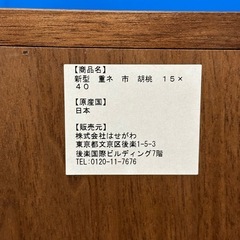 【商品名】
新型　重ネ　市　胡桃　１５×
４０
【原産国】
日本
【販売元】
株式会社はせがわ
東京都文京区後楽1-5-3
後楽国際ビルディング7階
TEL:0120-11-7676